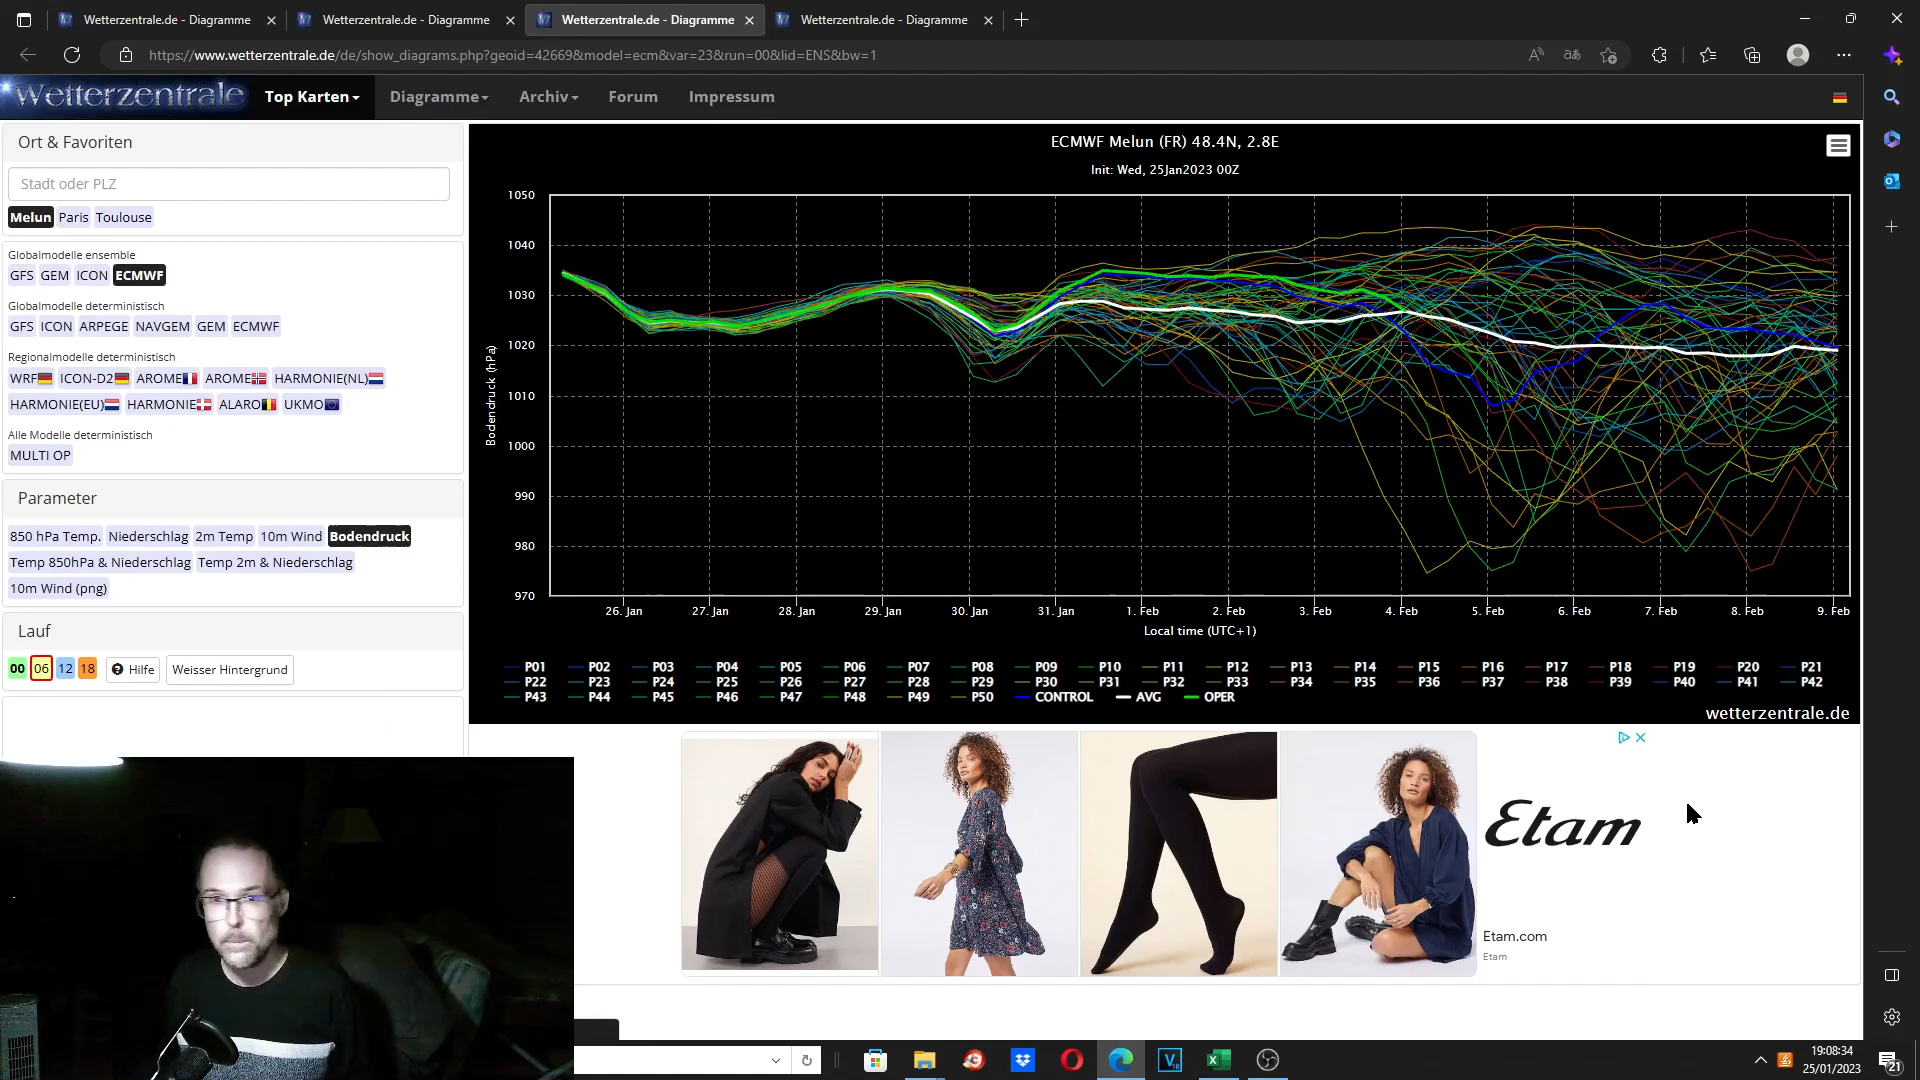 Wetterzentrale.de - Diagramme
Wetterzentrale.de - Diagramme
Wetterzentrale.de - Diagramme
Wetterzentrale.de - Diagramme
https://www.wetterzentrale.de/de/show_diagrams.php?geoid=42669&model=ecm&var=23&run=00&lid=ENS&bw=1
Wetterzentrale
Top Karten
Diagramme
Archiv
Forum
Impressum
Ort & Favoriten
Stadt oder PLZ
Melun Paris Toulouse
Globalmodelle ensemble
GFS GEM ICON ECMWF
Globalmodelle deterministisch
GFS ICON ARPEGE NAVGEM GEM ECMWF
Regionalmodelle deterministisch
WRF ICON-D2 AROME AROME HARMONIE(NL)
HARMONIE(EU) HARMONIE ALARO UKMO
Alle Modelle deterministisch
MULTI OP
Parameter
850 hPa Temp. Niederschlag 2m Temp 10m Wind Bodendruck
Temp 850hPa & Niederschlag Temp 2m & Niederschlag
10m Wind (png)
Lauf
00 06 12 18 Hilfe Weisser Hintergrund
ECMWF Melun (FR) 48.4N, 2.8E
Init: Wed, 25Jan2023 00Z
Bodendruck (hPa)
1050
1040
1030
1020
1010
1000
990
980
970
26. Jan 27. Jan 28. Jan 29. Jan 30. Jan 31. Jan 1. Feb 2. Feb 3. Feb 4. Feb 5. Feb 6. Feb 7. Feb 8. Feb 9. Feb
Local time (UTC+1)
P01 P02 P03 P04 P05 P06 P07 P08 P09 P10 P11 P12 P13 P14 P15 P16 P17 P18 P19 P20 P21
P22 P23 P24 P25 P26 P27 P28 P29 P30 P31 P32 P33 P34 P35 P36 P37 P38 P39 P40 P41 P42
P43 P44 P45 P46 P47 P48 P49 P50 CONTROL AVG OPER
wetterzentrale.de
Etam
Etam.com
Etam
19:08:34
25/01/2023
21